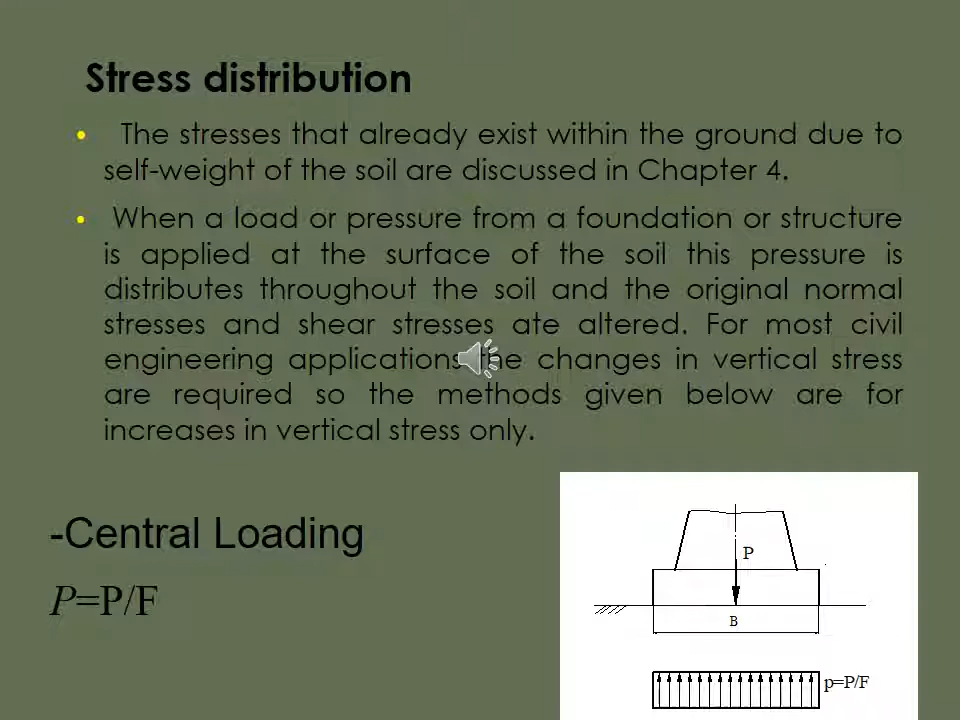 Stress distribution
• The stresses that already exist within the ground due to
self-weight of the soil are discussed in Chapter 4.
• When a load or pressure from a foundation or structure
is applied at the surface of the soil this pressure is
distributes throughout the soil and the original normal
stresses and shear stresses ate altered. For most civil
engineering applications the changes in vertical stress
are required so the methods given below are for
increases in vertical stress only.
-Central Loading
P=P/F
P
B
p=P/F